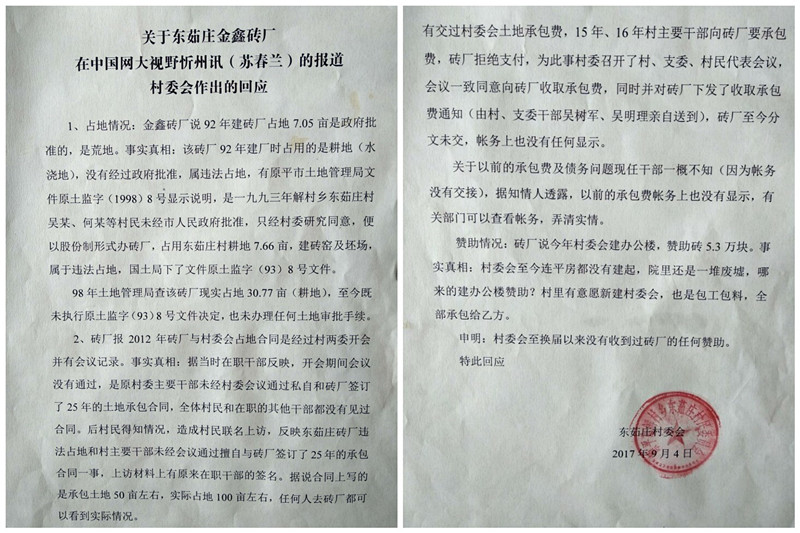 关于东茹庄金鑫砖厂
在中国网大视野忻州讯（苏春兰）的报道
村委会作出的回应
1、占地情况：金鑫砖厂说92年建砖厂占地7.05亩是政府批
准的，是荒地。事实真相：该砖厂92年建厂时占用的是耕地（水
浇地），没有经过政府批准，属违法占地，有原平市土地管理局文
件原土监字（1998）8号显示说明，是一九九三年解村乡东茹庄村
吴某、何某等村民未经市人民政府批准，只经村委研究同意，便
以股份制形式办砖厂，占用东茹庄村耕地7.66亩，建砖窑及坯场，
属于违法占地，国土局下了文件原土监字（93）8号文件。
98年土地管理局查该砖厂现实占地30.77亩（耕地），至今既
未执行原土监字（93）8号文件决定，也未办理任何土地审批手续。
2、砖厂报2012年砖厂与村委会占地合同是经过村两委开会
并有会议记录。事实真相：据当时在职干部反映，开会期间会议
没有通过，是原村委主要干部未经村委会议通过私自和砖厂签订
了25年的土地承包合同，全体村民和在职的其他干部都没有见过
合同。后村民得知情况，造成村民联名上访，反映东茹庄砖厂违
法占地和村主要干部未经会议通过擅自与砖厂签订了25年的承包
合同一事，上访材料上有原来在职干部的签名。据说合同上写的
是承包土地50亩左右，实际占地100亩左右，任何人去砖厂都可
以看到实际情况。
有交过村委会土地承包费，15年、16年村主要干部向砖厂要承包
费，砖厂拒绝支付，为此事村委召开了村、支委、村民代表会议，
会议一致同意向砖厂收取承包费，同时并对砖厂下发了收取承包
费通知（由村、支委干部吴树军、吴明理亲自送到），砖厂至今分
文未交，帐务上也没有任何显示。
关于以前的承包费及债务问题现任干部一概不知（因为帐务
没有交接），据知情人透露，以前的承包费帐务上也没有显示，有
关部门可以查看帐务，弄清实情。
赞助情况：砖厂说今年村委会建办公楼，赞助砖5.3万块。事
实真相：村委会至今连平房都没有建起，院里还是一堆废墟，哪
来的建办公楼赞助？村里有意愿新建村委会，也是包工包料，全
部承包给乙方。
申明：村委会至换届以来没有收到过砖厂的任何赞助。
特此回应
东茹庄村委会
2017年9月4日